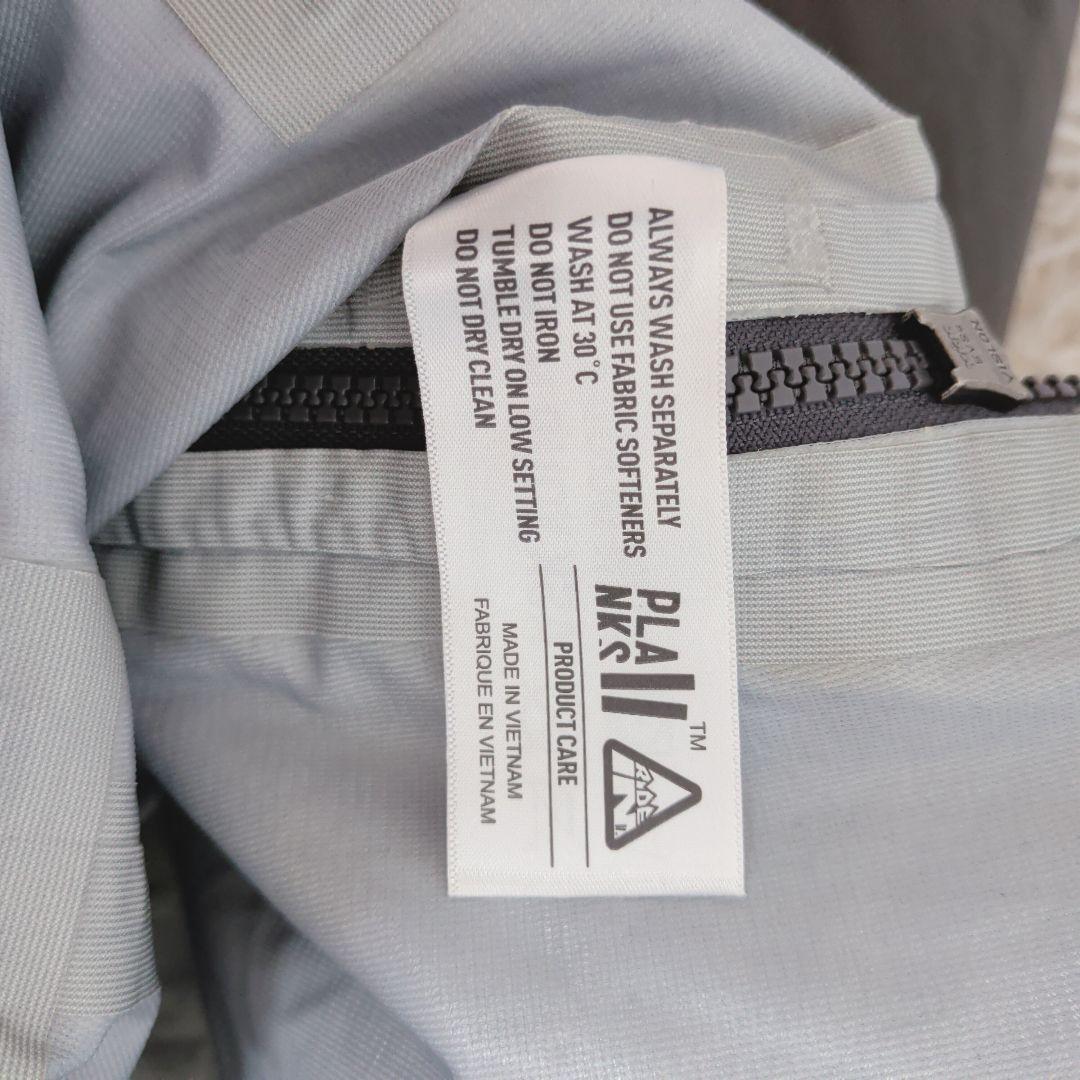 PLA
NKS
TM
PRODUCT CARE
MADE IN VIETNAM
FABRIQUE EN VIETNAM
ALWAYS WASH SEPARATELY
DO NOT USE FABRIC SOFTENERS
WASH AT 30° C
DO NOT IRON
TUMBLE DRY ON LOW SETTING
DO NOT DRY CLEAN
VISLON